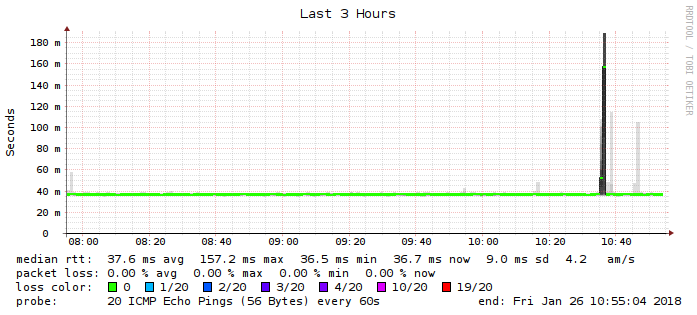 Last 3 Hours
RRDTOOL / TOBI OETIKER
Seconds
180 m
160 m
140 m
120 m
100 m
80 m
60 m
40 m
20 m
0
08:00 08:20 08:40 09:00 09:20 09:40 10:00 10:20 10:40
median rtt: 37.6 ms avg 157.2 ms max 36.5 ms min 36.7 ms now 9.0 ms sd 4.2 am/s
packet loss: 0.00 % avg 0.00 % max 0.00 % min 0.00 % now
loss color: 0 1/20 2/20 3/20 4/20 10/20 19/20
probe: 20 ICMP Echo Pings (56 Bytes) every 60s end: Fri Jan 26 10:55:04 2018